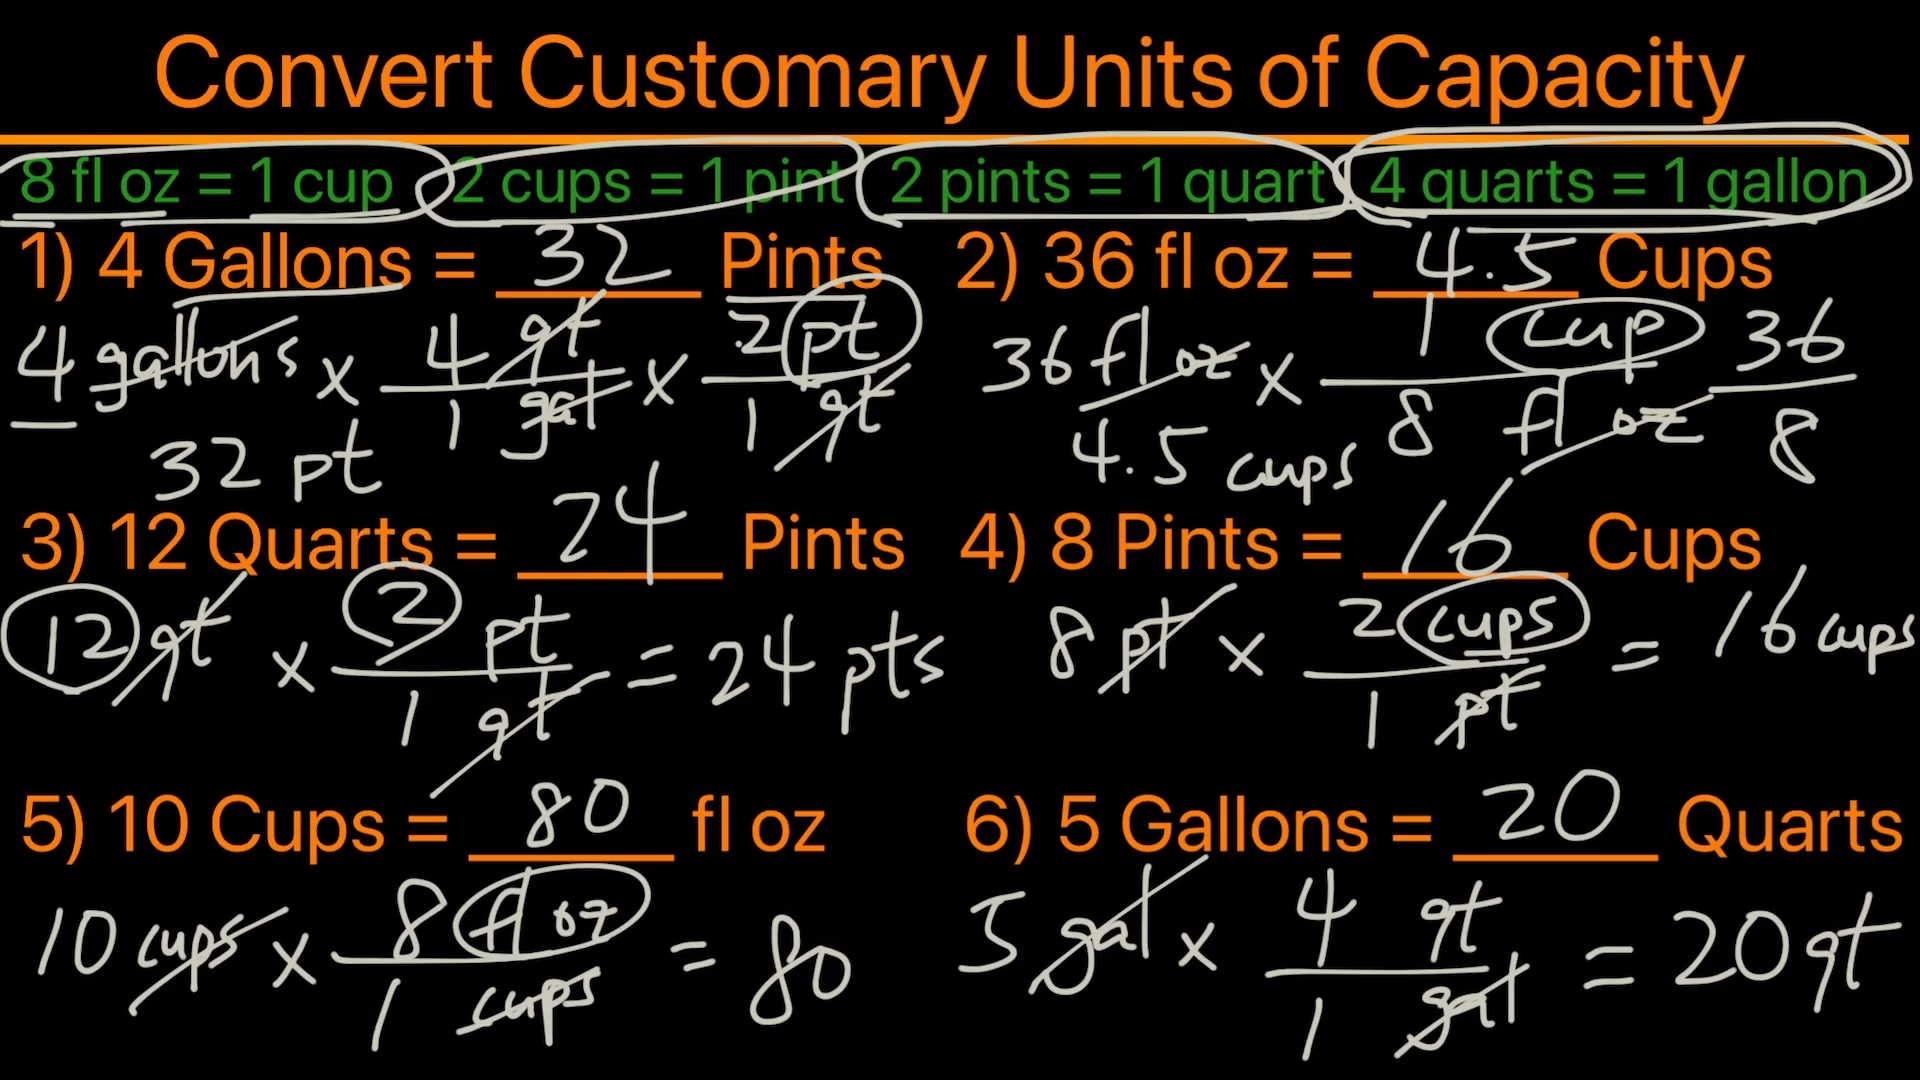 Convert Customary Units of Capacity
8 fl oz = 1 cup 2 cups = 1 pint 2 pints = 1 quart 4 quarts = 1 gallon
1) 4 Gallons = 32 Pints
4 gallons x 4 qt / 1 gal x 2 pt / 1 qt
32 pt
2) 36 fl oz = 4.5 Cups
36 fl oz x 1 cup / 8 fl oz 36 / 8
4.5 cups
3) 12 Quarts = 24 Pints
12 qt x 2 pt / 1 qt = 24 pts
4) 8 Pints = 16 Cups
8 pt x 2 cups / 1 pt = 16 cups
5) 10 Cups = 80 fl oz
10 cups x 8 fl oz / 1 cups = 80
6) 5 Gallons = 20 Quarts
5 gal x 4 qt / 1 gal = 20 qt